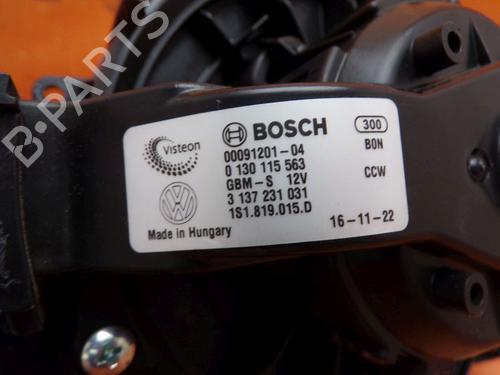 B-PARTS
Visteon
BOSCH
300
00091201-04
BON
0 130 115 563
GBM-S 12V
CCW
3 137 231 031
1S1.819.015.D
Made in Hungary
16-11-22